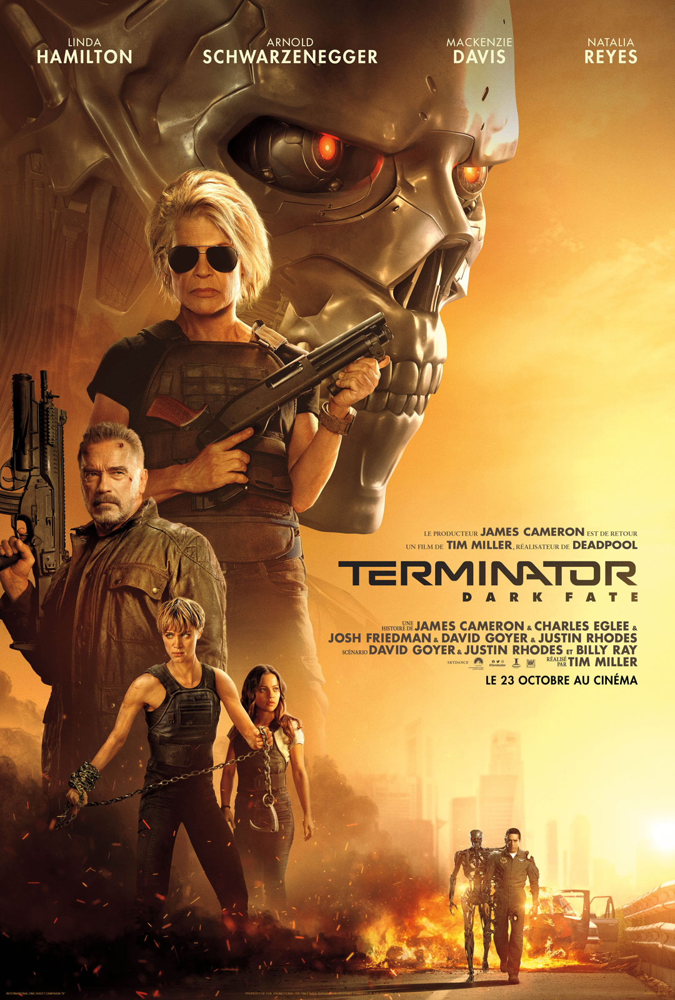 LINDA HAMILTON
ARNOLD SCHWARZENEGGER
MACKENZIE DAVIS
NATALIA REYES
LE PRODUCTEUR JAMES CAMERON EST DE RETOUR
UN FILM DE TIM MILLER, RÉALISATEUR DE DEADPOOL
TERMINATOR
DARK FATE
UNE HISTOIRE DE JAMES CAMERON & CHARLES EGLEE &
JOSH FRIEDMAN & DAVID GOYER & JUSTIN RHODES
SCÉNARIO DAVID GOYER & JUSTIN RHODES ET BILLY RAY
SKYDANCE #Terminator RÉALISÉ PAR TIM MILLER
LE 23 OCTOBRE AU CINÉMA
INTERNATIONAL ONE-SHEET CAMPAIGN "B"